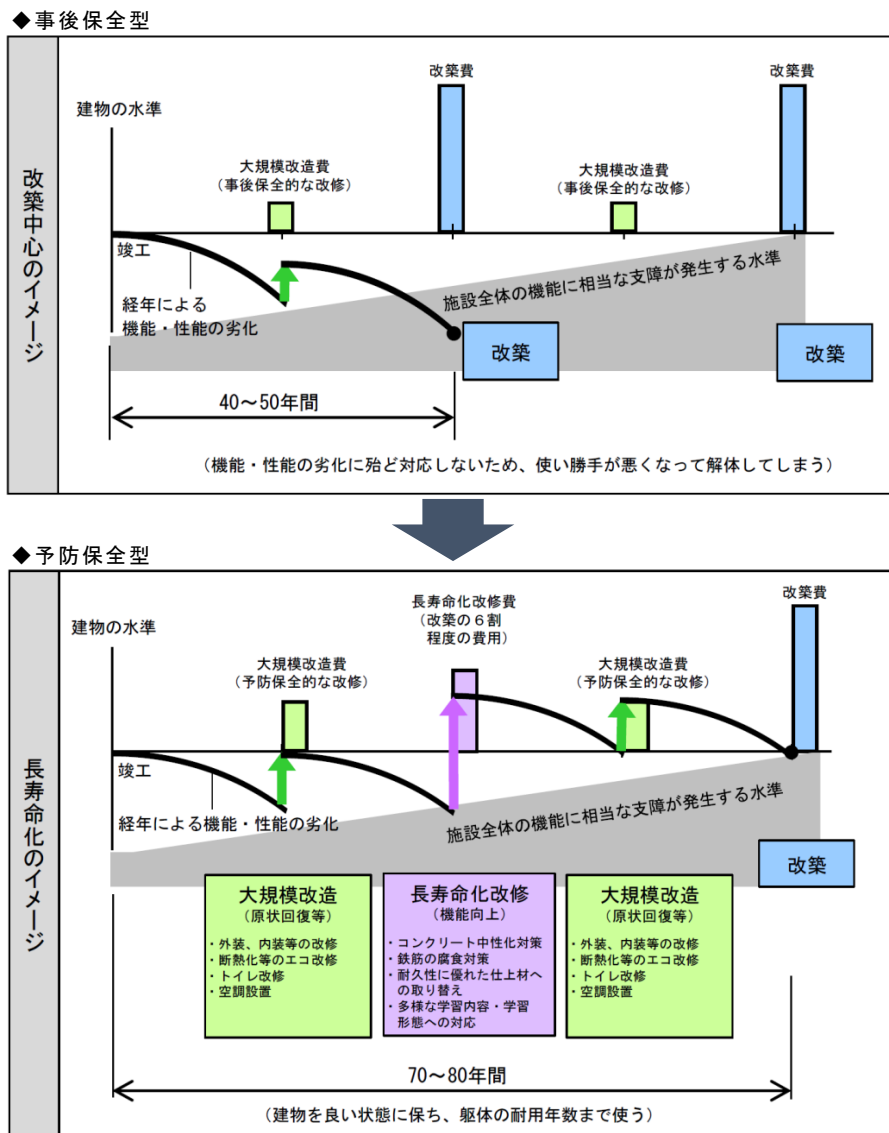 ◆事後保全型
改築中心のイメージ
建物の水準
改築費
改築費
大規模改造費
（事後保全的な改修）
大規模改造費
（事後保全的な改修）
竣工
経年による
機能・性能の劣化
施設全体の機能に相当な支障が発生する水準
改築
改築
40～50年間
（機能・性能の劣化に殆ど対応しないため、使い勝手が悪くなって解体してしまう）
◆予防保全型
長寿命化のイメージ
建物の水準
長寿命化改修費
（改築の６割
程度の費用）
改築費
大規模改造費
（予防保全的な改修）
大規模改造費
（予防保全的な改修）
竣工
経年による機能・性能の劣化
施設全体の機能に相当な支障が発生する水準
改築
大規模改造
（原状回復等）
・外装、内装等の改修
・断熱化等のエコ改修
・トイレ改修
・空調設置
長寿命化改修
（機能向上）
・コンクリート中性化対策
・鉄筋の腐食対策
・耐久性に優れた仕上材へ
の取り替え
・多様な学習内容・学習
形態への対応
大規模改造
（原状回復等）
・外装、内装等の改修
・断熱化等のエコ改修
・トイレ改修
・空調設置
70～80年間
（建物を良い状態に保ち、躯体の耐用年数まで使う）